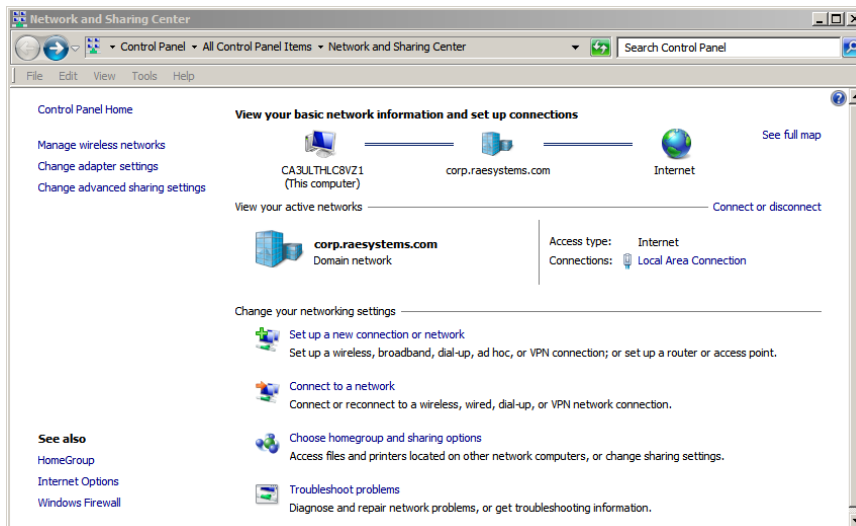 Network and Sharing Center
Control Panel All Control Panel Items Network and Sharing Center Search Control Panel
File Edit View Tools Help
Control Panel Home
Manage wireless networks
Change adapter settings
Change advanced sharing settings
View your basic network information and set up connections
See full map
CA3ULTHLC8VZ1 corp.raesystems.com Internet
(This computer)
View your active networks Connect or disconnect
corp.raesystems.com
Domain network
Access type: Internet
Connections: Local Area Connection
Change your networking settings
Set up a new connection or network
Set up a wireless, broadband, dial-up, ad hoc, or VPN connection; or set up a router or access point.
Connect to a network
Connect or reconnect to a wireless, wired, dial-up, or VPN network connection.
Choose homegroup and sharing options
Access files and printers located on other network computers, or change sharing settings.
Troubleshoot problems
Diagnose and repair network problems, or get troubleshooting information.
See also
HomeGroup
Internet Options
Windows Firewall